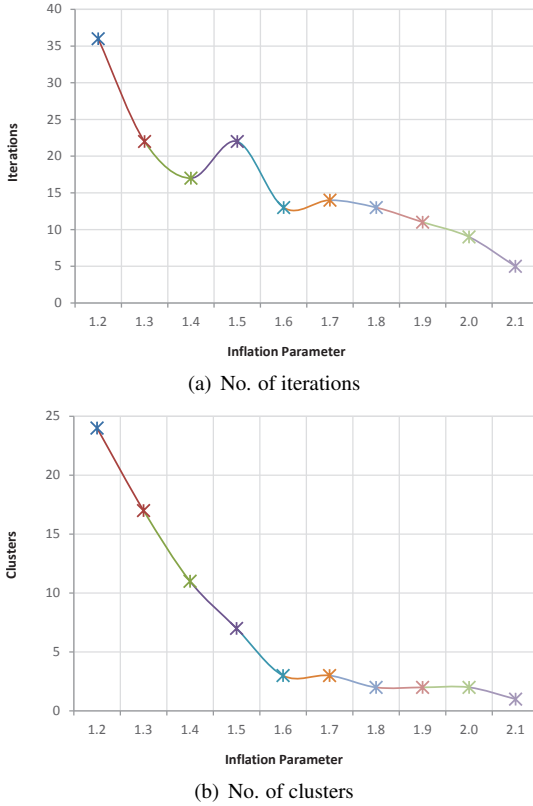 40
35
30
25
20
15
10
5
0
Iterations
1.2 1.3 1.4 1.5 1.6 1.7 1.8 1.9 2.0 2.1
Inflation Parameter
(a) No. of iterations
25
20
15
10
5
0
Clusters
1.2 1.3 1.4 1.5 1.6 1.7 1.8 1.9 2.0 2.1
Inflation Parameter
(b) No. of clusters